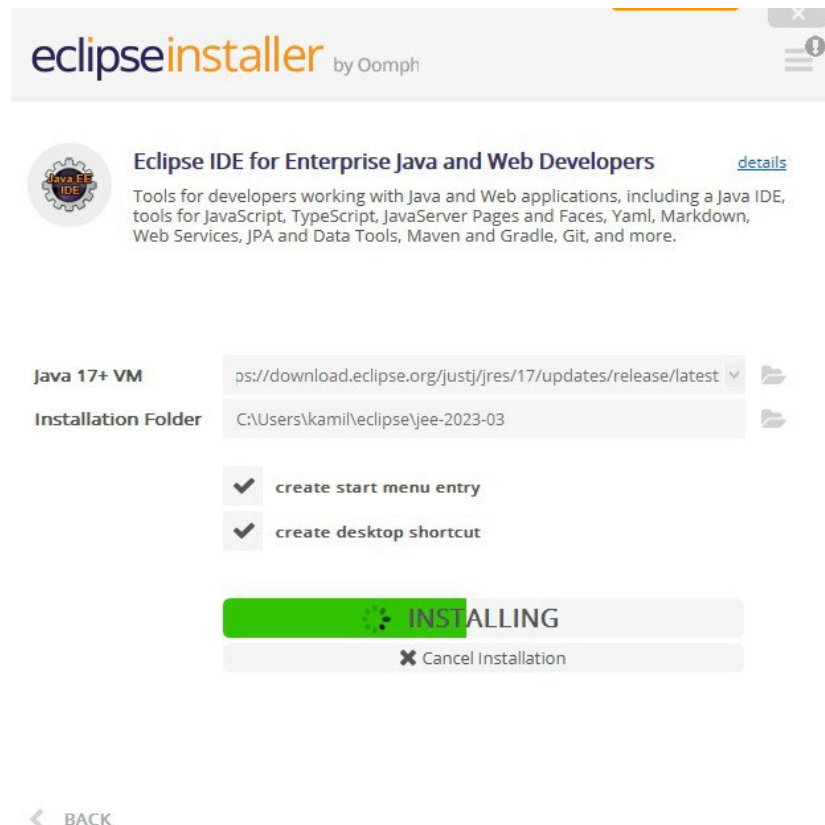 eclipseinstaller by Oomph
Java EE
IDE
Eclipse IDE for Enterprise Java and Web Developers details
Tools for developers working with Java and Web applications, including a Java IDE,
tools for JavaScript, TypeScript, JavaServer Pages and Faces, Yaml, Markdown,
Web Services, JPA and Data Tools, Maven and Gradle, Git, and more.
Java 17+ VM ps://download.eclipse.org/justj/jres/17/updates/release/latest
Installation Folder C:\Users\kamil\eclipse\jee-2023-03
create start menu entry
create desktop shortcut
INSTALLING
Cancel Installation
BACK